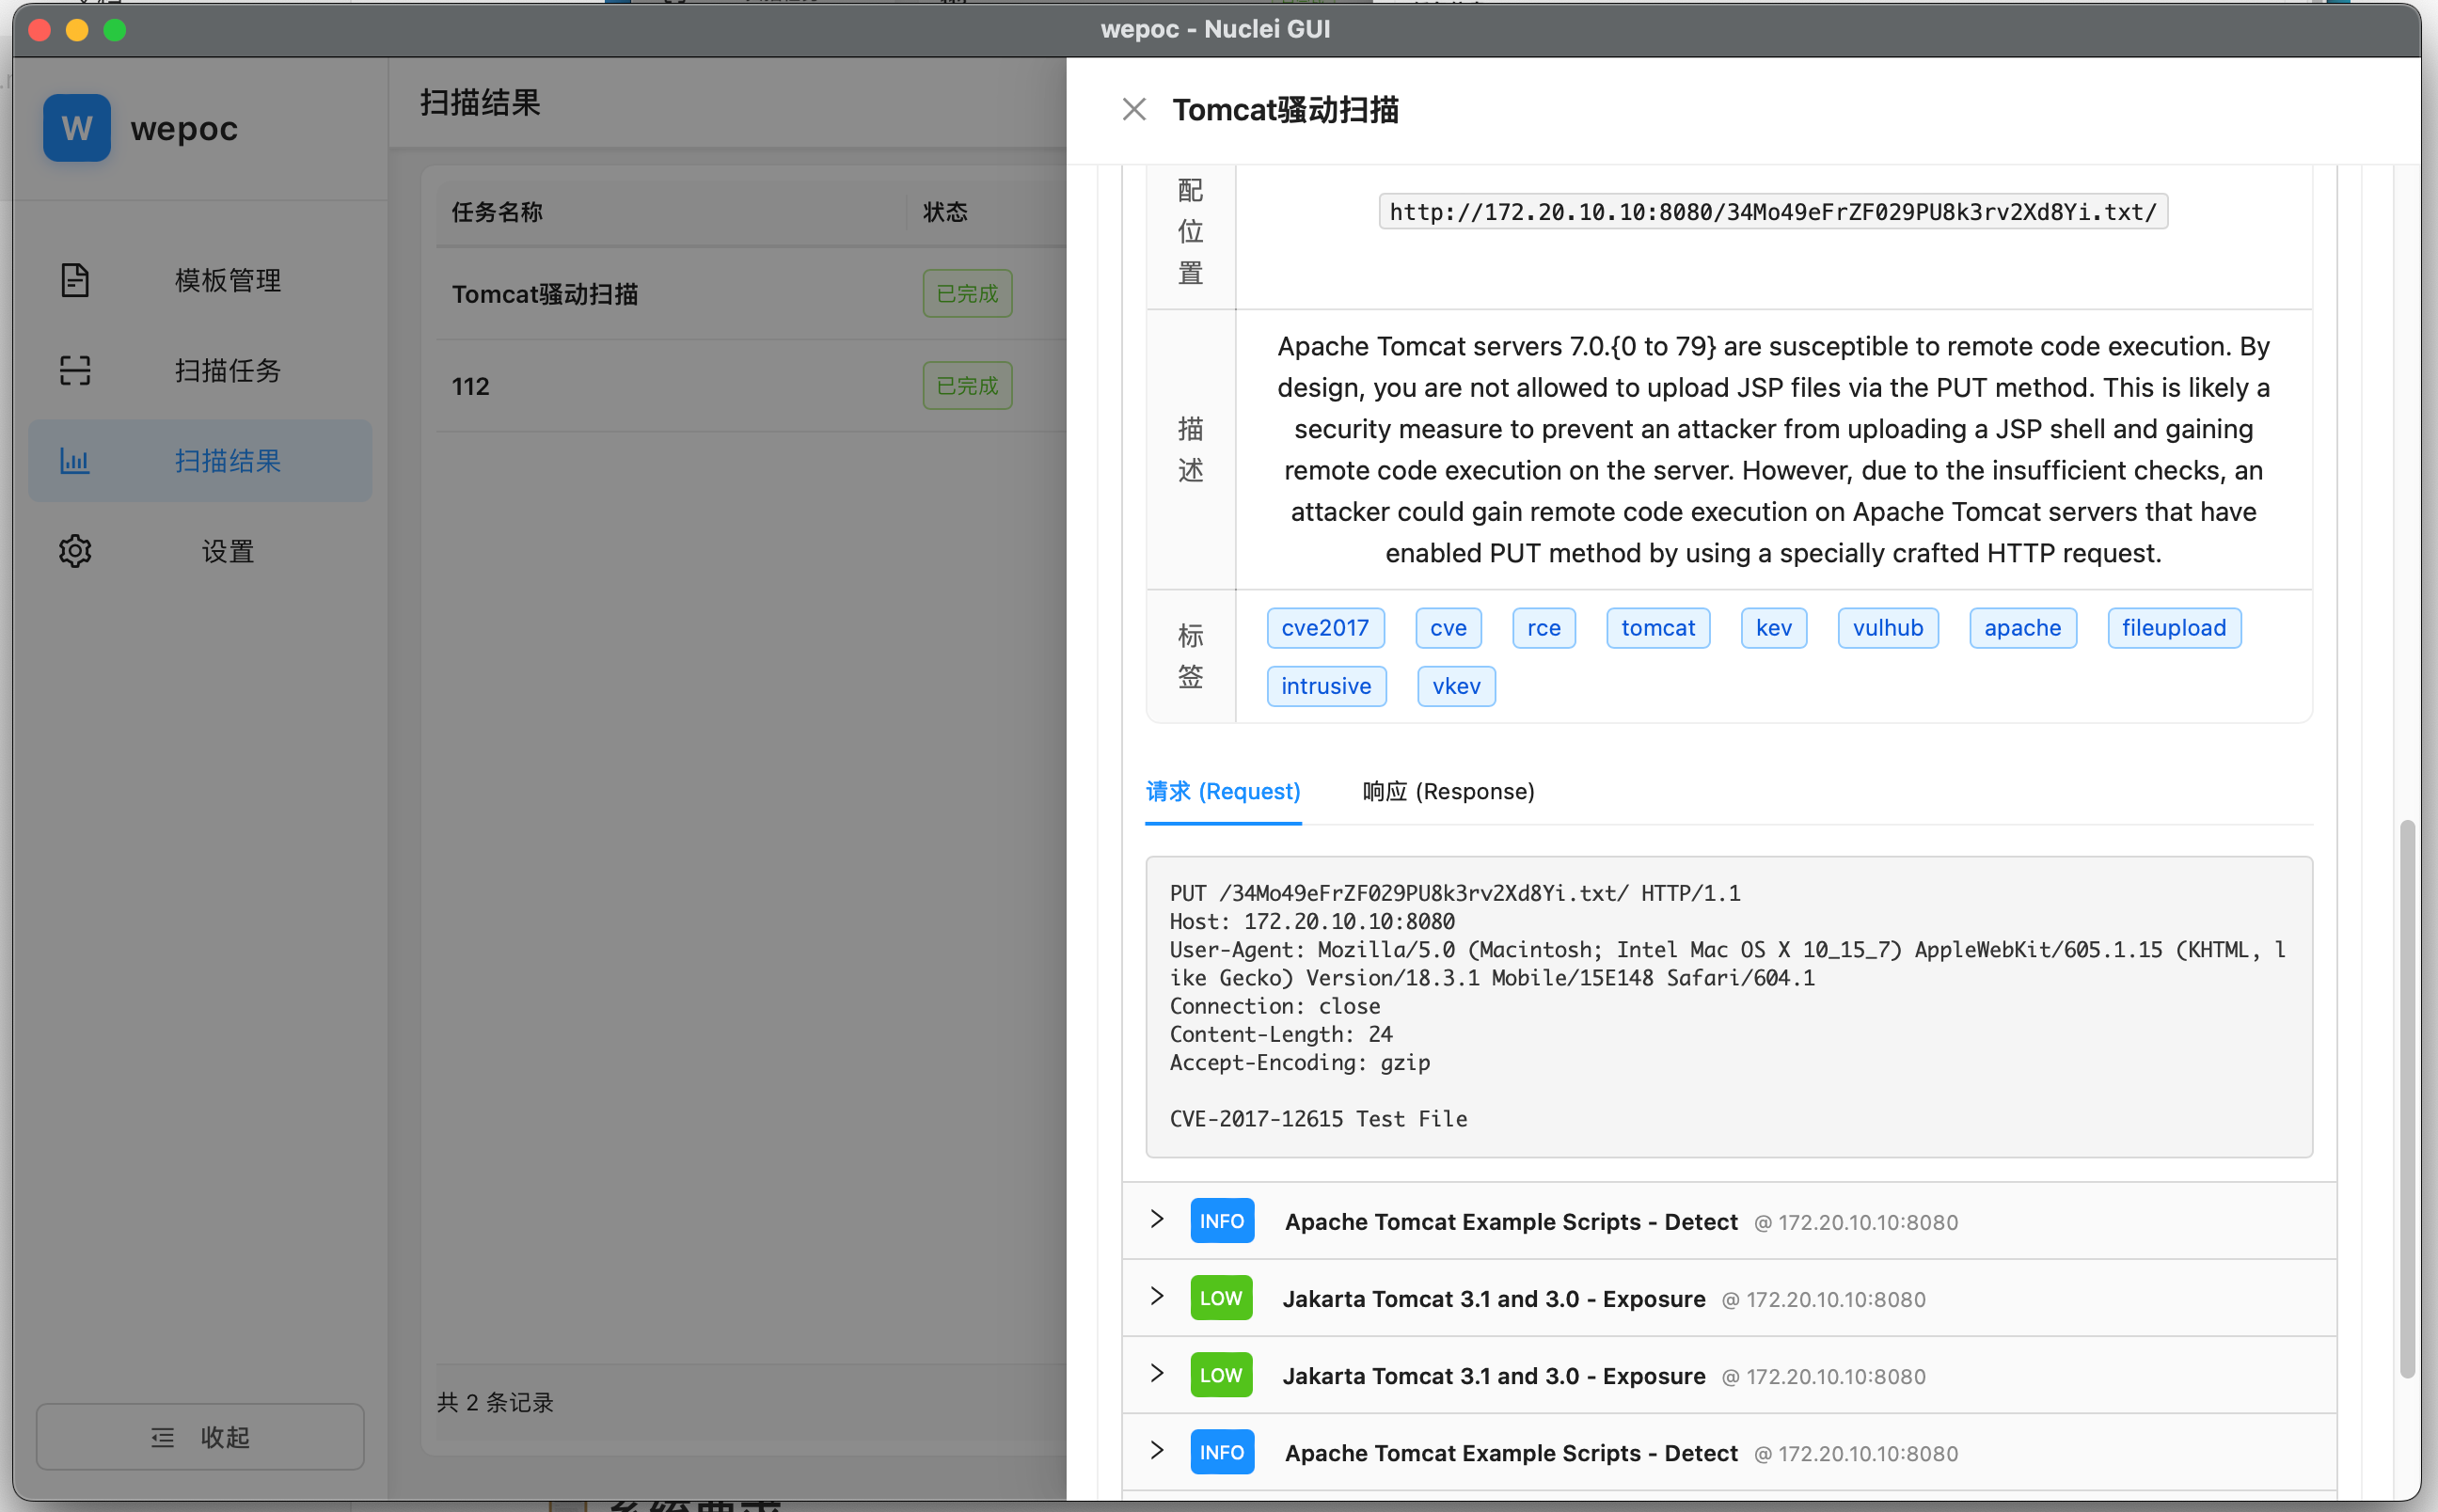 wepoc - Nuclei GUI
W wepoc
模板管理
扫描任务
扫描结果
设置
收起
扫描结果
任务名称 状态
Tomcat骚动扫描 已完成
112 已完成
共 2 条记录
Tomcat骚动扫描
配
位
置
http://172.20.10.10:8080/34Mo49eFrZF029PU8k3rv2Xd8Yi.txt/
描
述
Apache Tomcat servers 7.0.{0 to 79} are susceptible to remote code execution. By
design, you are not allowed to upload JSP files via the PUT method. This is likely a
security measure to prevent an attacker from uploading a JSP shell and gaining
remote code execution on the server. However, due to the insufficient checks, an
attacker could gain remote code execution on Apache Tomcat servers that have
enabled PUT method by using a specially crafted HTTP request.
标
签
cve2017 cve rce tomcat kev vulhub apache fileupload
intrusive vkev
请求 (Request) 响应 (Response)
PUT /34Mo49eFrZF029PU8k3rv2Xd8Yi.txt/ HTTP/1.1
Host: 172.20.10.10:8080
User-Agent: Mozilla/5.0 (Macintosh; Intel Mac OS X 10_15_7) AppleWebKit/605.1.15 (KHTML, l
ike Gecko) Version/18.3.1 Mobile/15E148 Safari/604.1
Connection: close
Content-Length: 24
Accept-Encoding: gzip
CVE-2017-12615 Test File
INFO Apache Tomcat Example Scripts - Detect @ 172.20.10.10:8080
LOW Jakarta Tomcat 3.1 and 3.0 - Exposure @ 172.20.10.10:8080
LOW Jakarta Tomcat 3.1 and 3.0 - Exposure @ 172.20.10.10:8080
INFO Apache Tomcat Example Scripts - Detect @ 172.20.10.10:8080